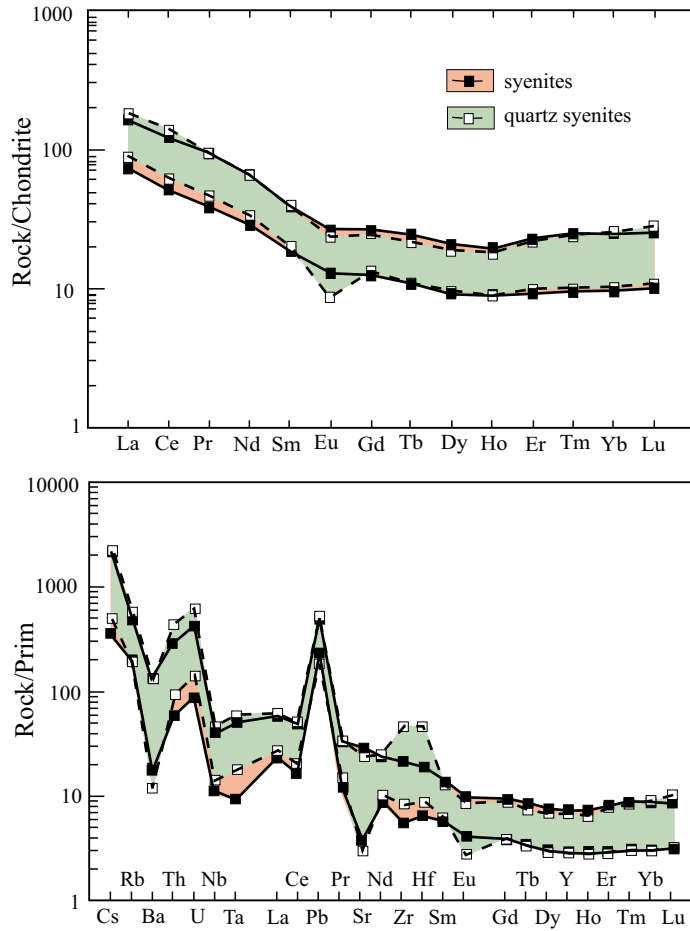 1000
syenites
quartz syenites
100
Rock/Chondrite
10
1
La Ce Pr Nd Sm Eu Gd Tb Dy Ho Er Tm Yb Lu
10000
1000
Rock/Prim
100
10
Rb Th Nb Ce Pr Nd Hf Eu Tb Y Er Yb
1
Cs Ba U Ta La Pb Sr Zr Sm Gd Dy Ho Tm Lu